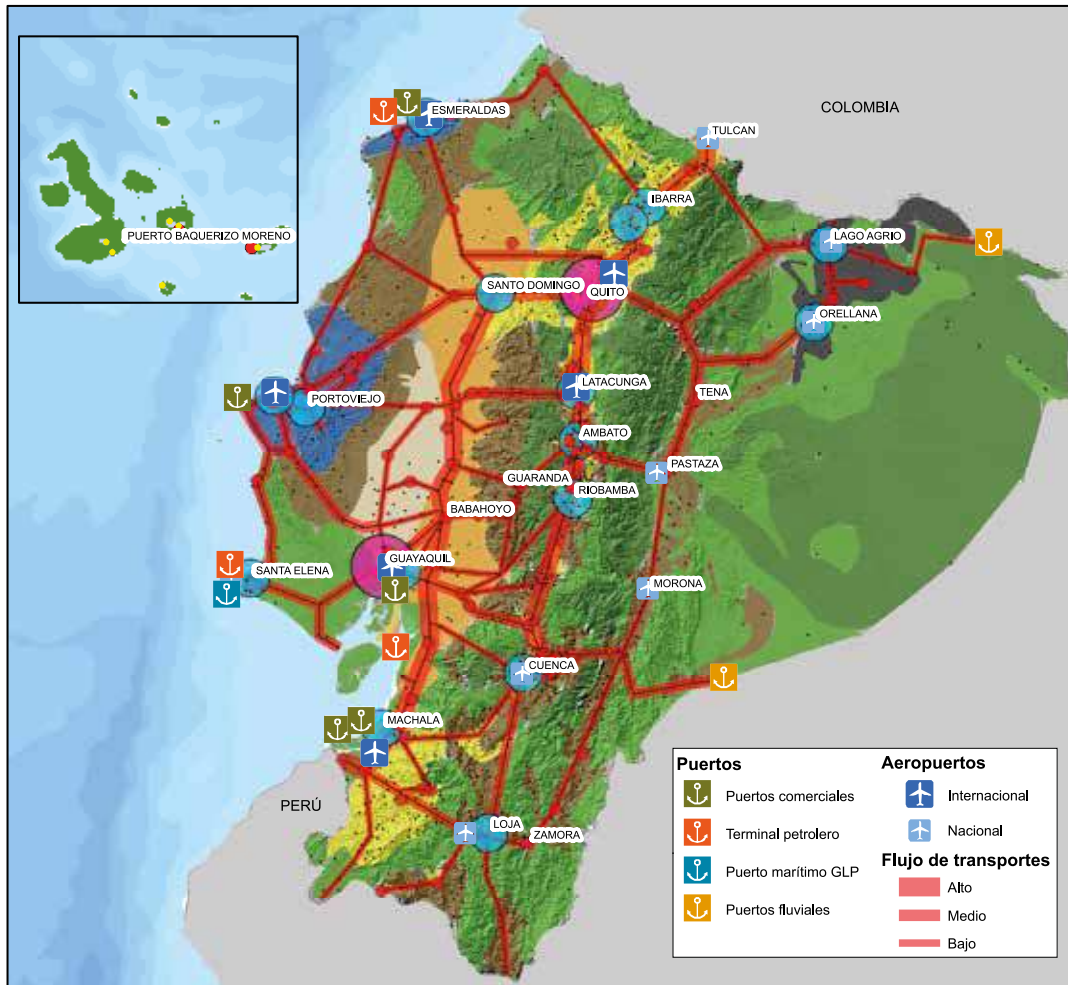 COLOMBIA
ESMERALDAS
TULCAN
IBARRA
PUERTO BAQUERIZO MORENO
LAGO AGRIO
SANTO DOMINGO
QUITO
ORELLANA
LATACUNGA
TENA
PORTOVIEJO
AMBATO
PASTAZA
GUARANDA
RIOBAMBA
BABAHOYO
GUAYAQUIL
SANTA ELENA
MORONA
CUENCA
MACHALA
PERÚ
LOJA
ZAMORA
Puertos
Puertos comerciales
Terminal petrolero
Puerto marítimo GLP
Puertos fluviales
Aeropuertos
Internacional
Nacional
Flujo de transportes
Alto
Medio
Bajo